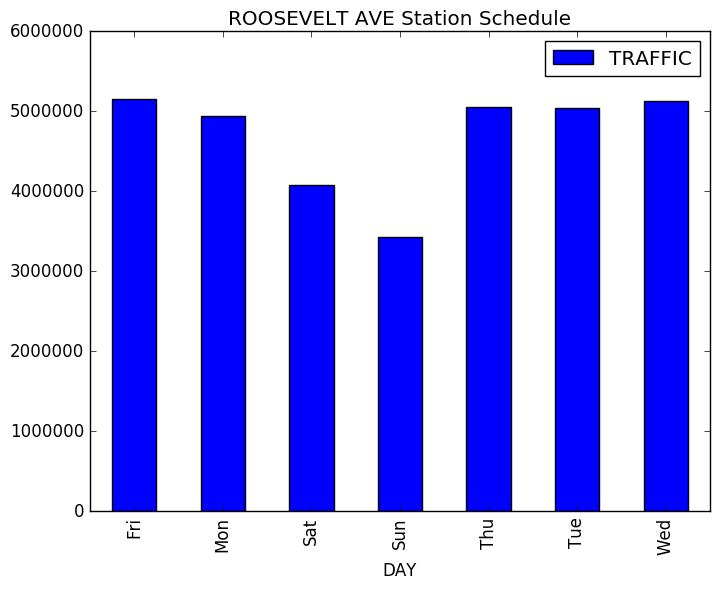 ROOSEVELT AVE Station Schedule
TRAFFIC
6000000
5000000
4000000
3000000
2000000
1000000
0
Fri
Mon
Sat
Sun
Thu
Tue
Wed
DAY